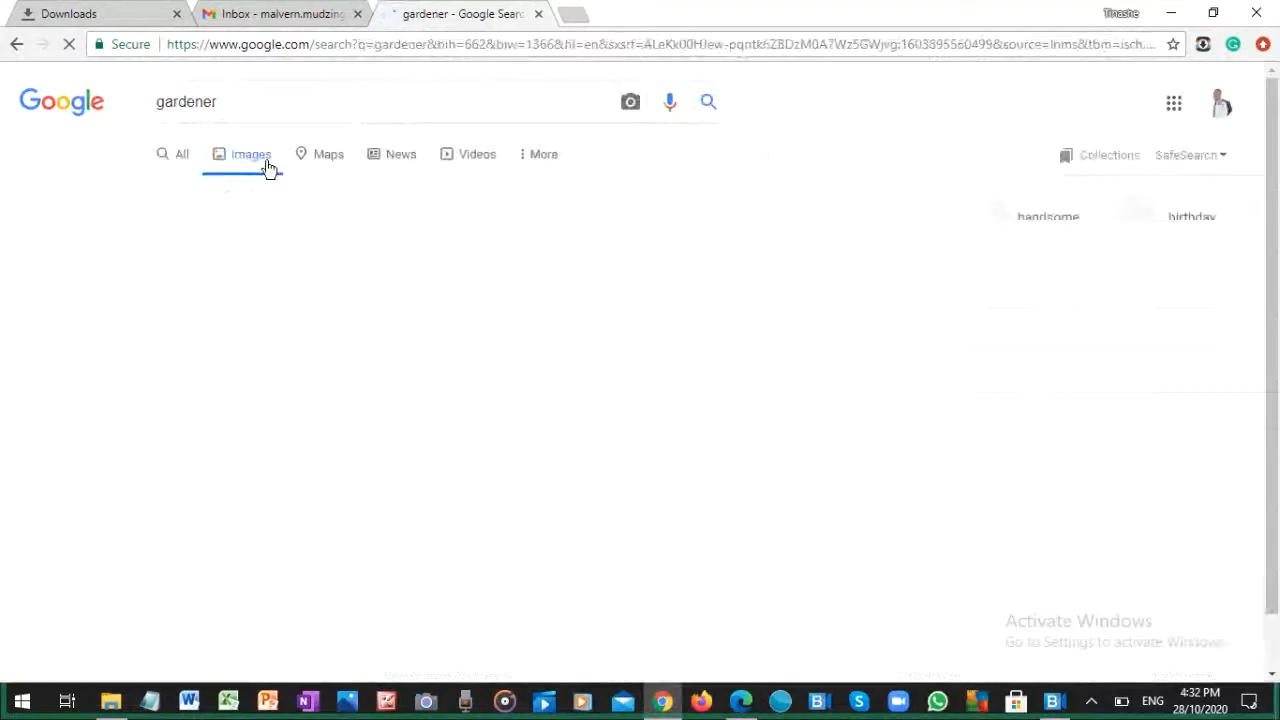 Downloads
Inbox - malvern.mudzing
gardener - Google Sear
Tinashe
Secure
Google
gardener
All
Images
Maps
News
Videos
More
Collections
SafeSearch
handsome
birthday
Activate Windows
Go to Settings to activate Windows.
ENG
4:32 PM
28/10/2020